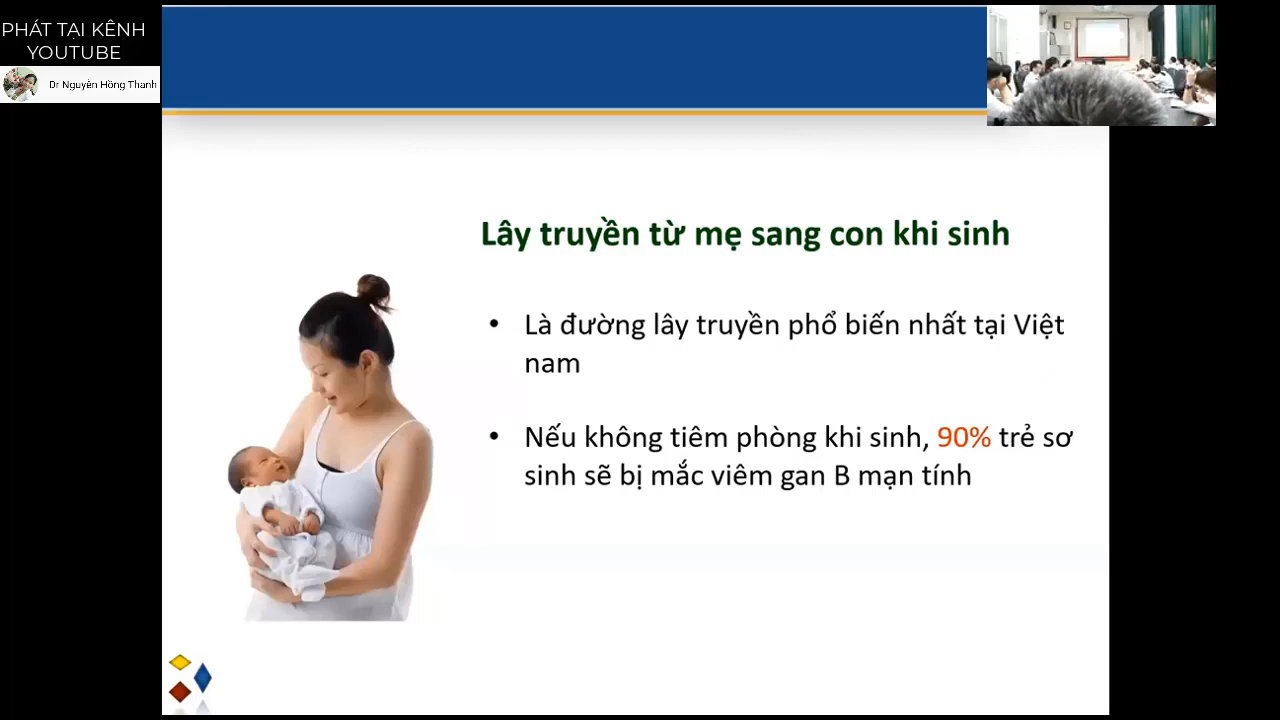 PHÁT TẠI KÊNH
YOUTUBE
Dr Nguyễn Hồng Thanh
Lây truyền từ mẹ sang con khi sinh
• Là đường lây truyền phổ biến nhất tại Việt
nam
• Nếu không tiêm phòng khi sinh, 90% trẻ sơ
sinh sẽ bị mắc viêm gan B mạn tính